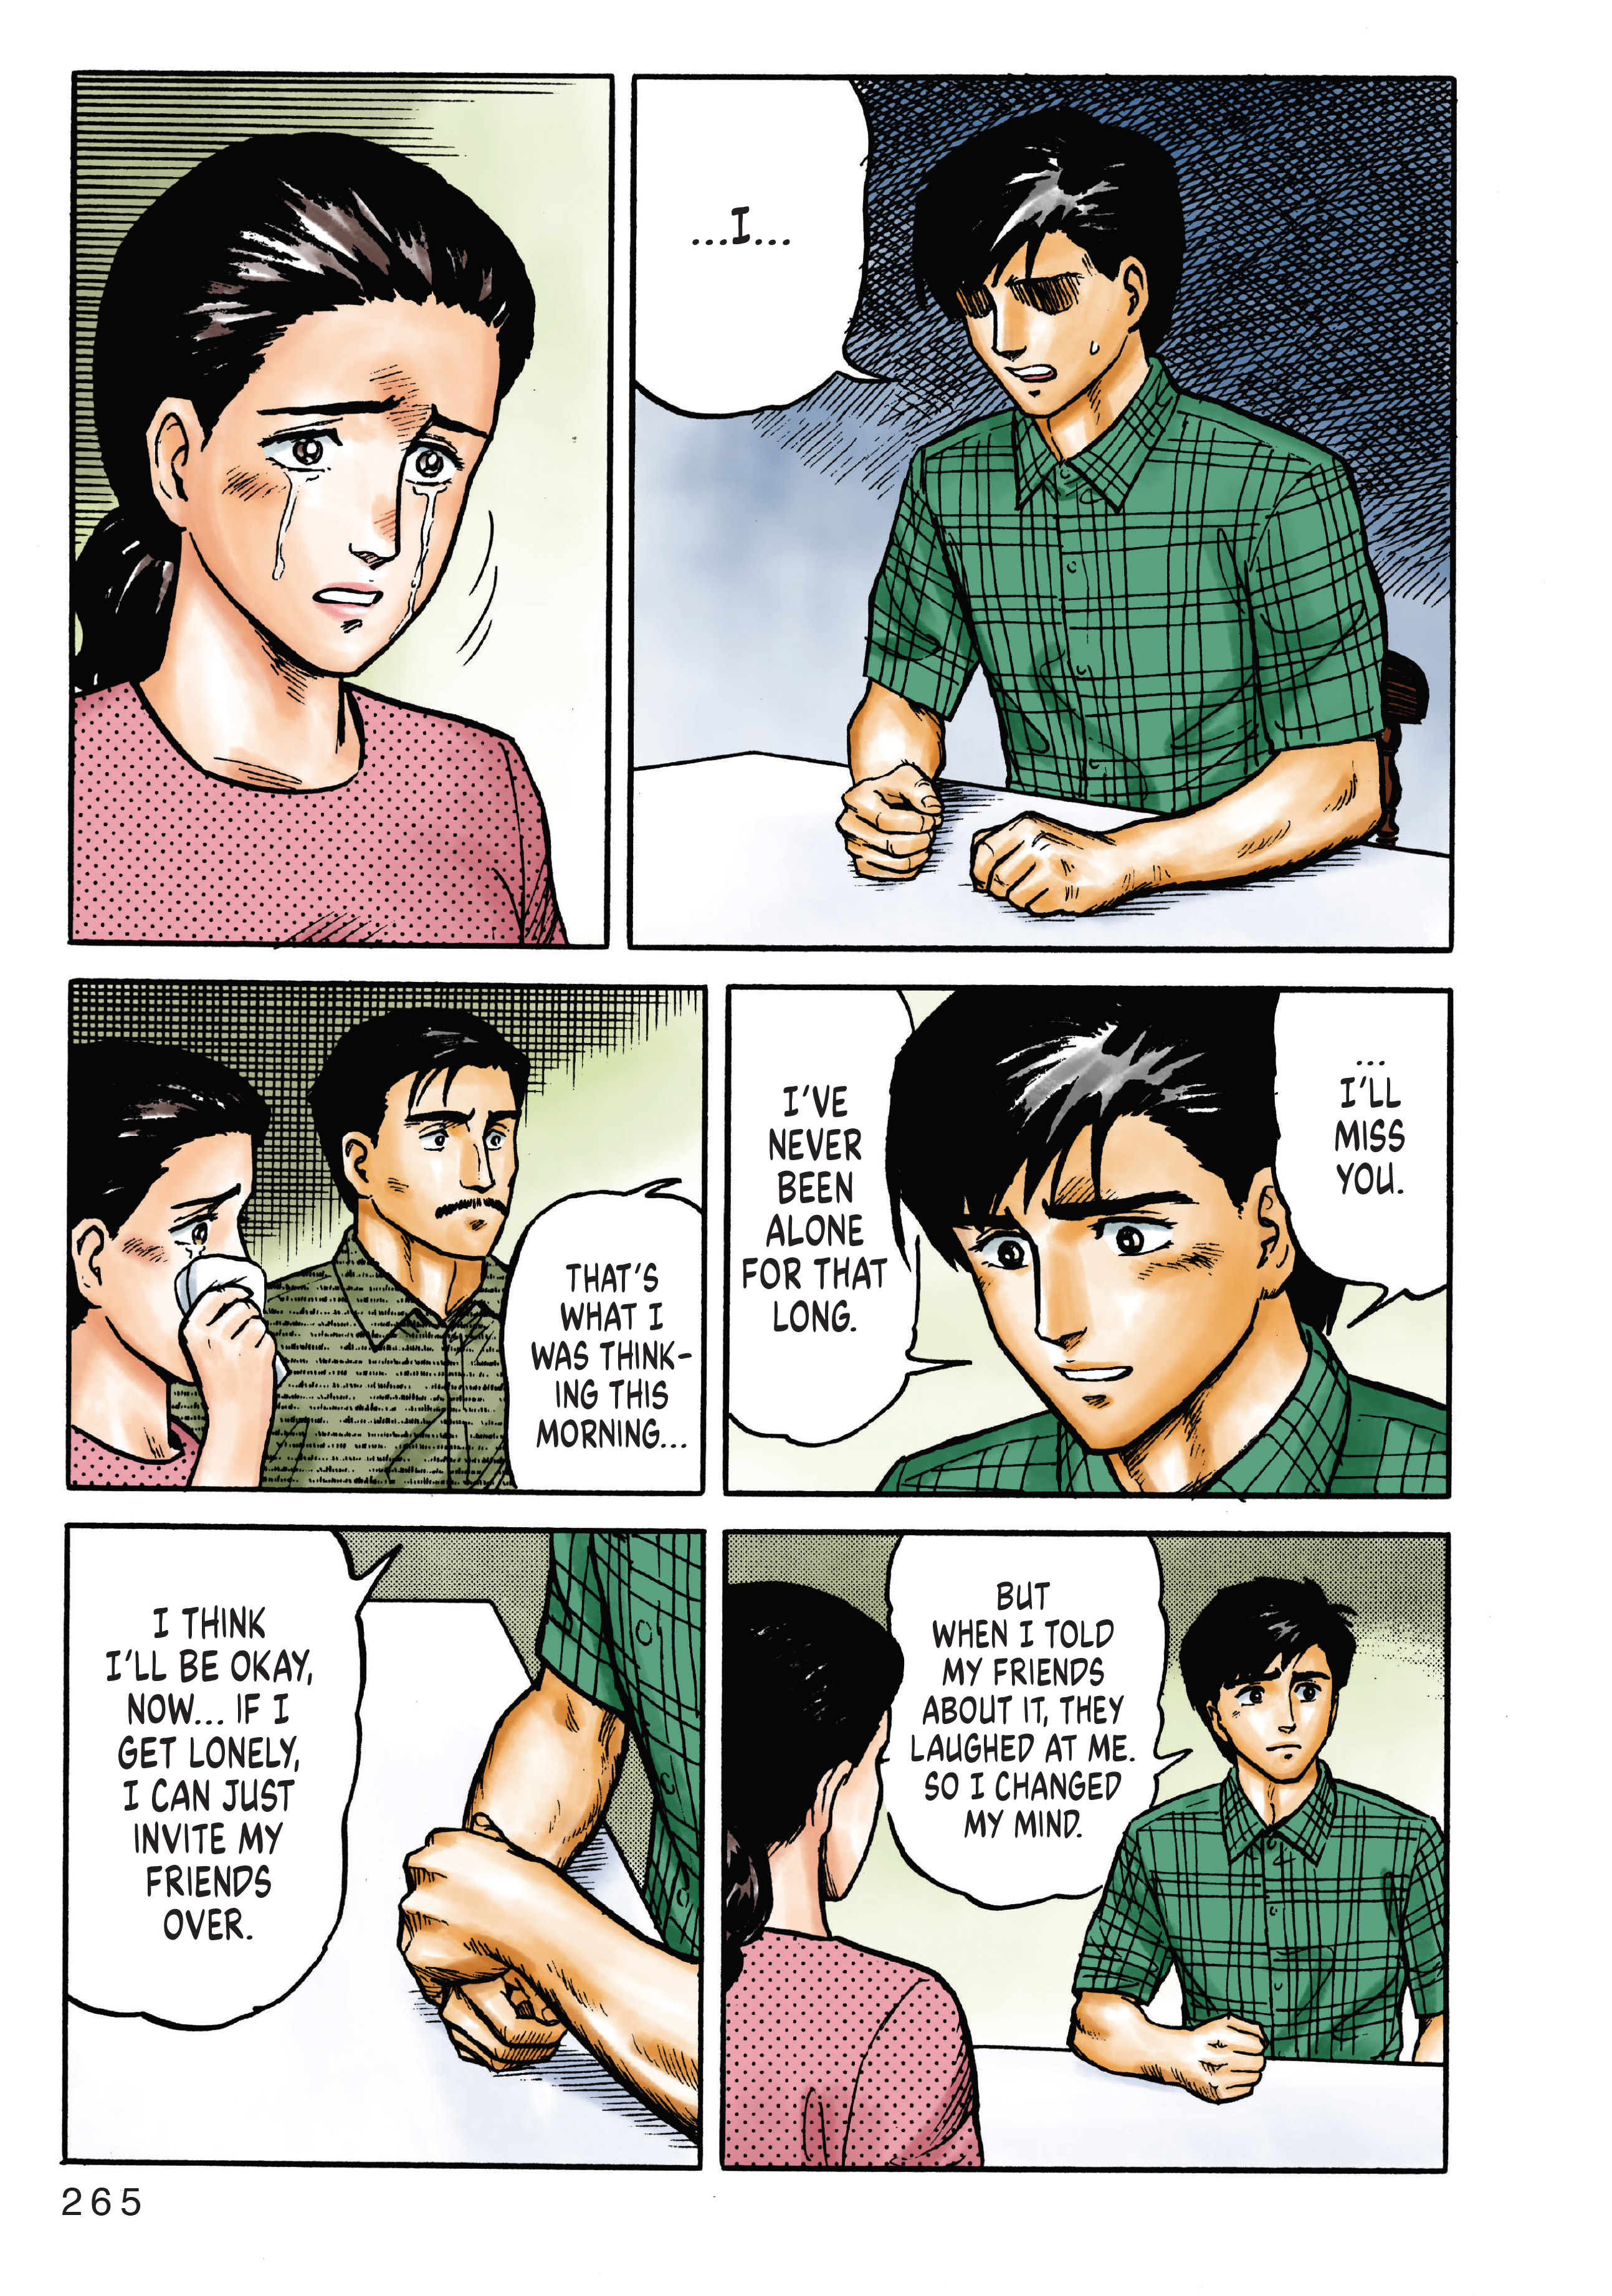 ...I...
...
I'LL
MISS
YOU.
I'VE
NEVER
BEEN
ALONE
FOR THAT
LONG.
THAT'S
WHAT I
WAS THINK-
ING THIS
MORNING...
BUT
WHEN I TOLD
MY FRIENDS
ABOUT IT, THEY
LAUGHED AT ME.
SO I CHANGED
MY MIND.
I THINK
I'LL BE OKAY,
NOW... IF I
GET LONELY,
I CAN JUST
INVITE MY
FRIENDS
OVER.
265